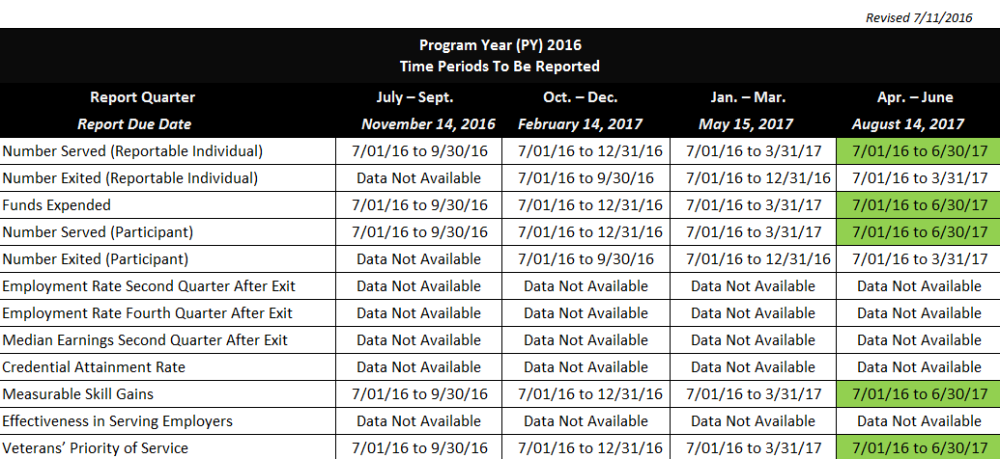 Revised 7/11/2016
Program Year (PY) 2016
Time Periods To Be Reported
Report Quarter July – Sept. Oct. – Dec. Jan. – Mar. Apr. – June
Report Due Date November 14, 2016 February 14, 2017 May 15, 2017 August 14, 2017
Number Served (Reportable Individual) 7/01/16 to 9/30/16 7/01/16 to 12/31/16 7/01/16 to 3/31/17 7/01/16 to 6/30/17
Number Exited (Reportable Individual) Data Not Available 7/01/16 to 9/30/16 7/01/16 to 12/31/16 7/01/16 to 3/31/17
Funds Expended 7/01/16 to 9/30/16 7/01/16 to 12/31/16 7/01/16 to 3/31/17 7/01/16 to 6/30/17
Number Served (Participant) 7/01/16 to 9/30/16 7/01/16 to 12/31/16 7/01/16 to 3/31/17 7/01/16 to 6/30/17
Number Exited (Participant) Data Not Available 7/01/16 to 9/30/16 7/01/16 to 12/31/16 7/01/16 to 3/31/17
Employment Rate Second Quarter After Exit Data Not Available Data Not Available Data Not Available Data Not Available
Employment Rate Fourth Quarter After Exit Data Not Available Data Not Available Data Not Available Data Not Available
Median Earnings Second Quarter After Exit Data Not Available Data Not Available Data Not Available Data Not Available
Credential Attainment Rate Data Not Available Data Not Available Data Not Available Data Not Available
Measurable Skill Gains 7/01/16 to 9/30/16 7/01/16 to 12/31/16 7/01/16 to 3/31/17 7/01/16 to 6/30/17
Effectiveness in Serving Employers Data Not Available Data Not Available Data Not Available Data Not Available
Veterans’ Priority of Service 7/01/16 to 9/30/16 7/01/16 to 12/31/16 7/01/16 to 3/31/17 7/01/16 to 6/30/17